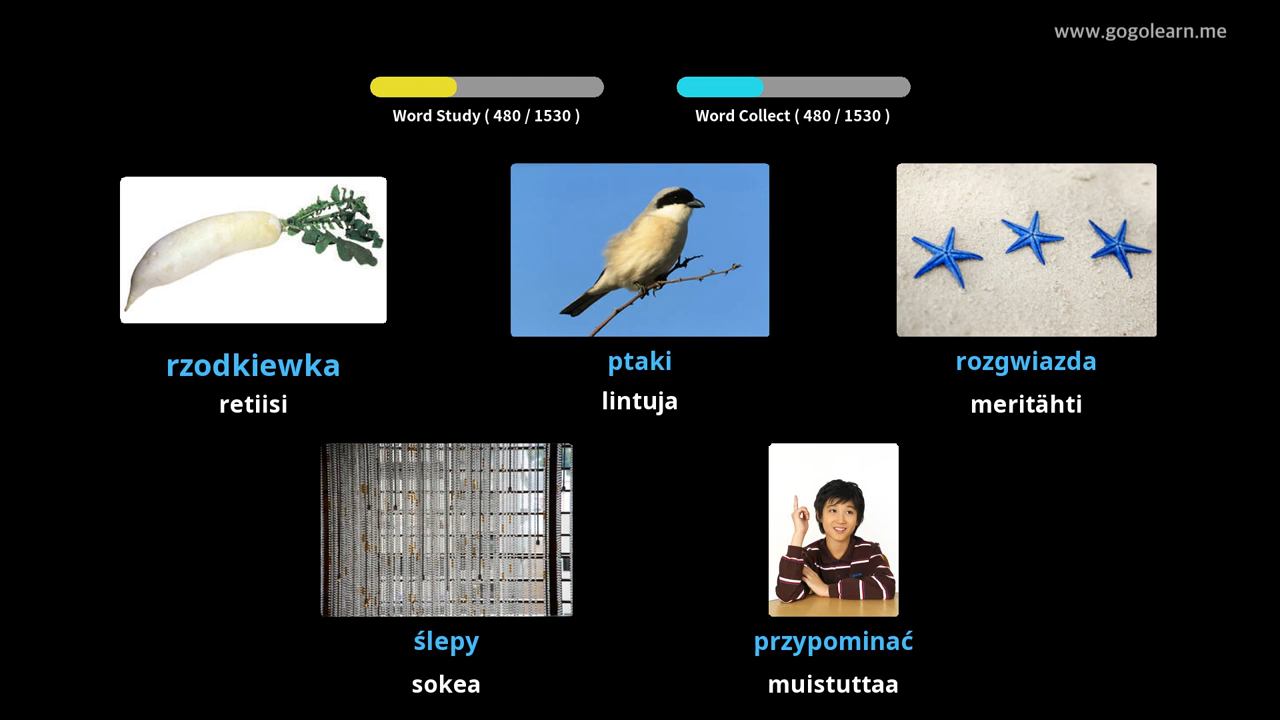 www.gogolearn.me
Word Study ( 480 / 1530 )
Word Collect ( 480 / 1530 )
rzodkiewka
retiisi
ptaki
lintuja
rozgwiazda
meritähti
ślepy
sokea
przypominać
muistuttaa